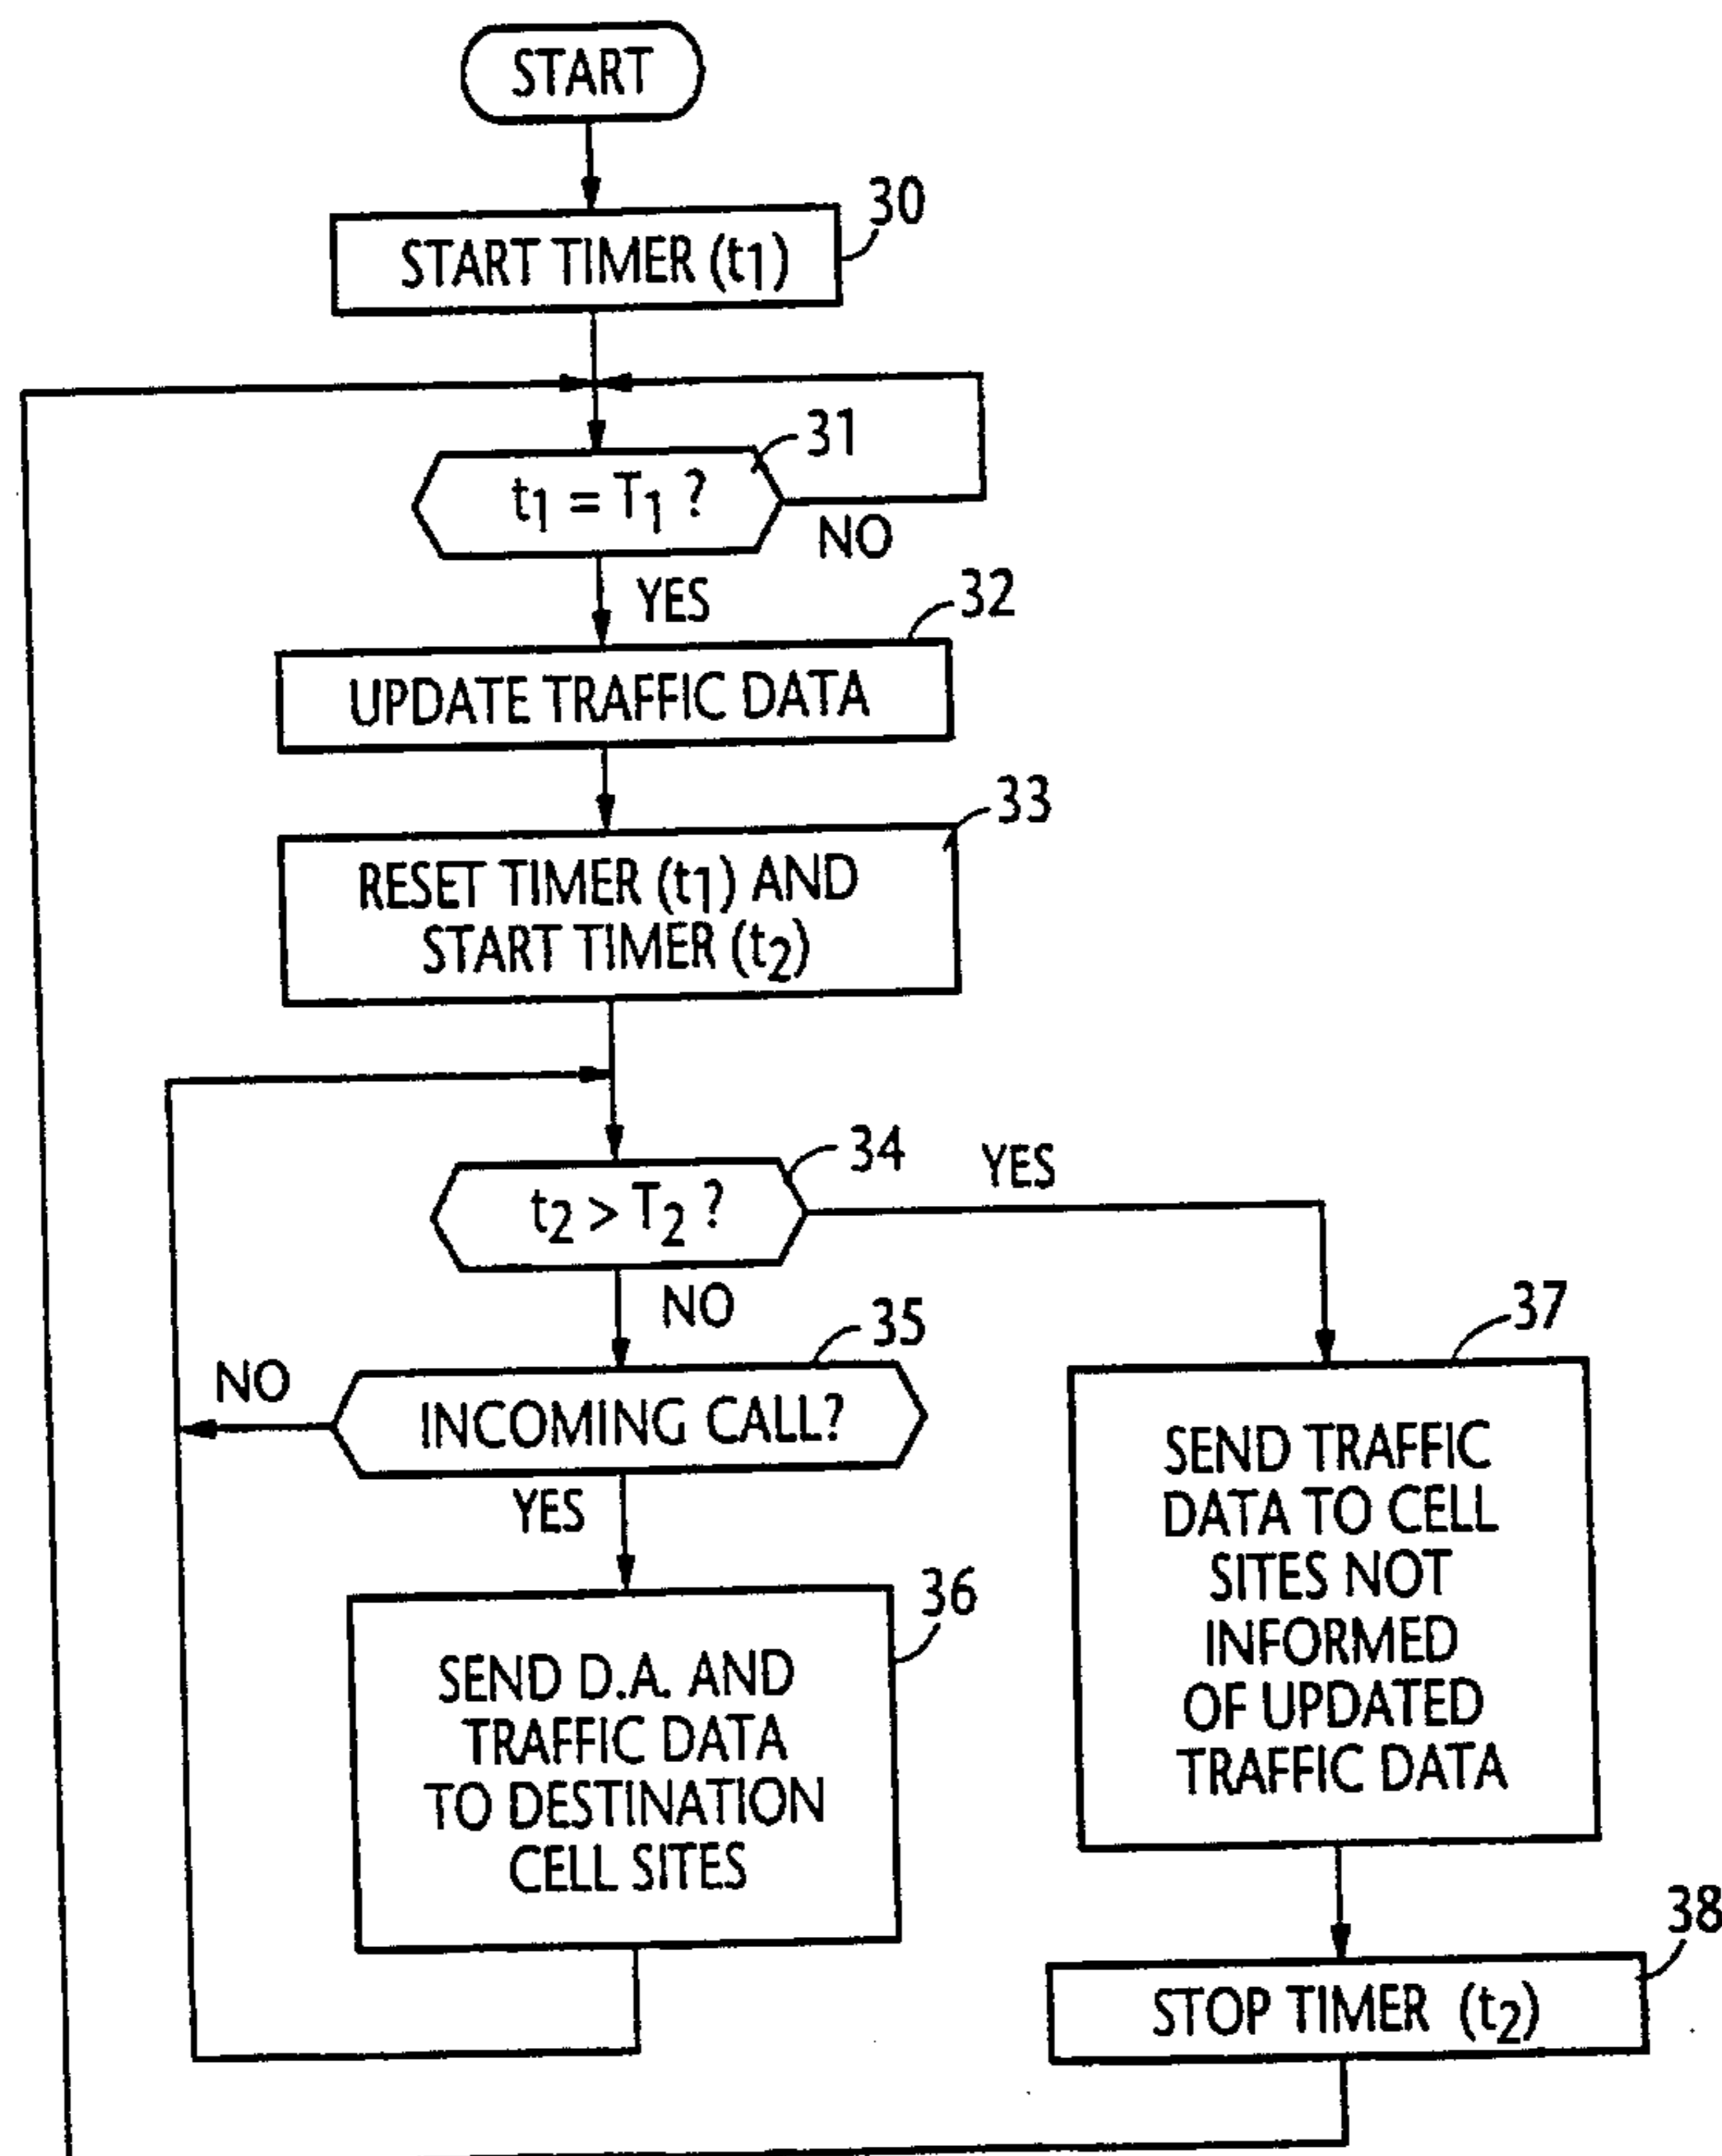 START
30
START TIMER (t1)
31
t1 = T1 ?
NO
YES
32
UPDATE TRAFFIC DATA
33
RESET TIMER (t1) AND
START TIMER (t2)
34
YES
t2 > T2 ?
NO
35
37
NO
INCOMING CALL?
YES
SEND TRAFFIC
DATA TO CELL
SITES NOT
INFORMED
OF UPDATED
TRAFFIC DATA
36
SEND D.A. AND
TRAFFIC DATA
TO DESTINATION
CELL SITES
38
STOP TIMER (t2)